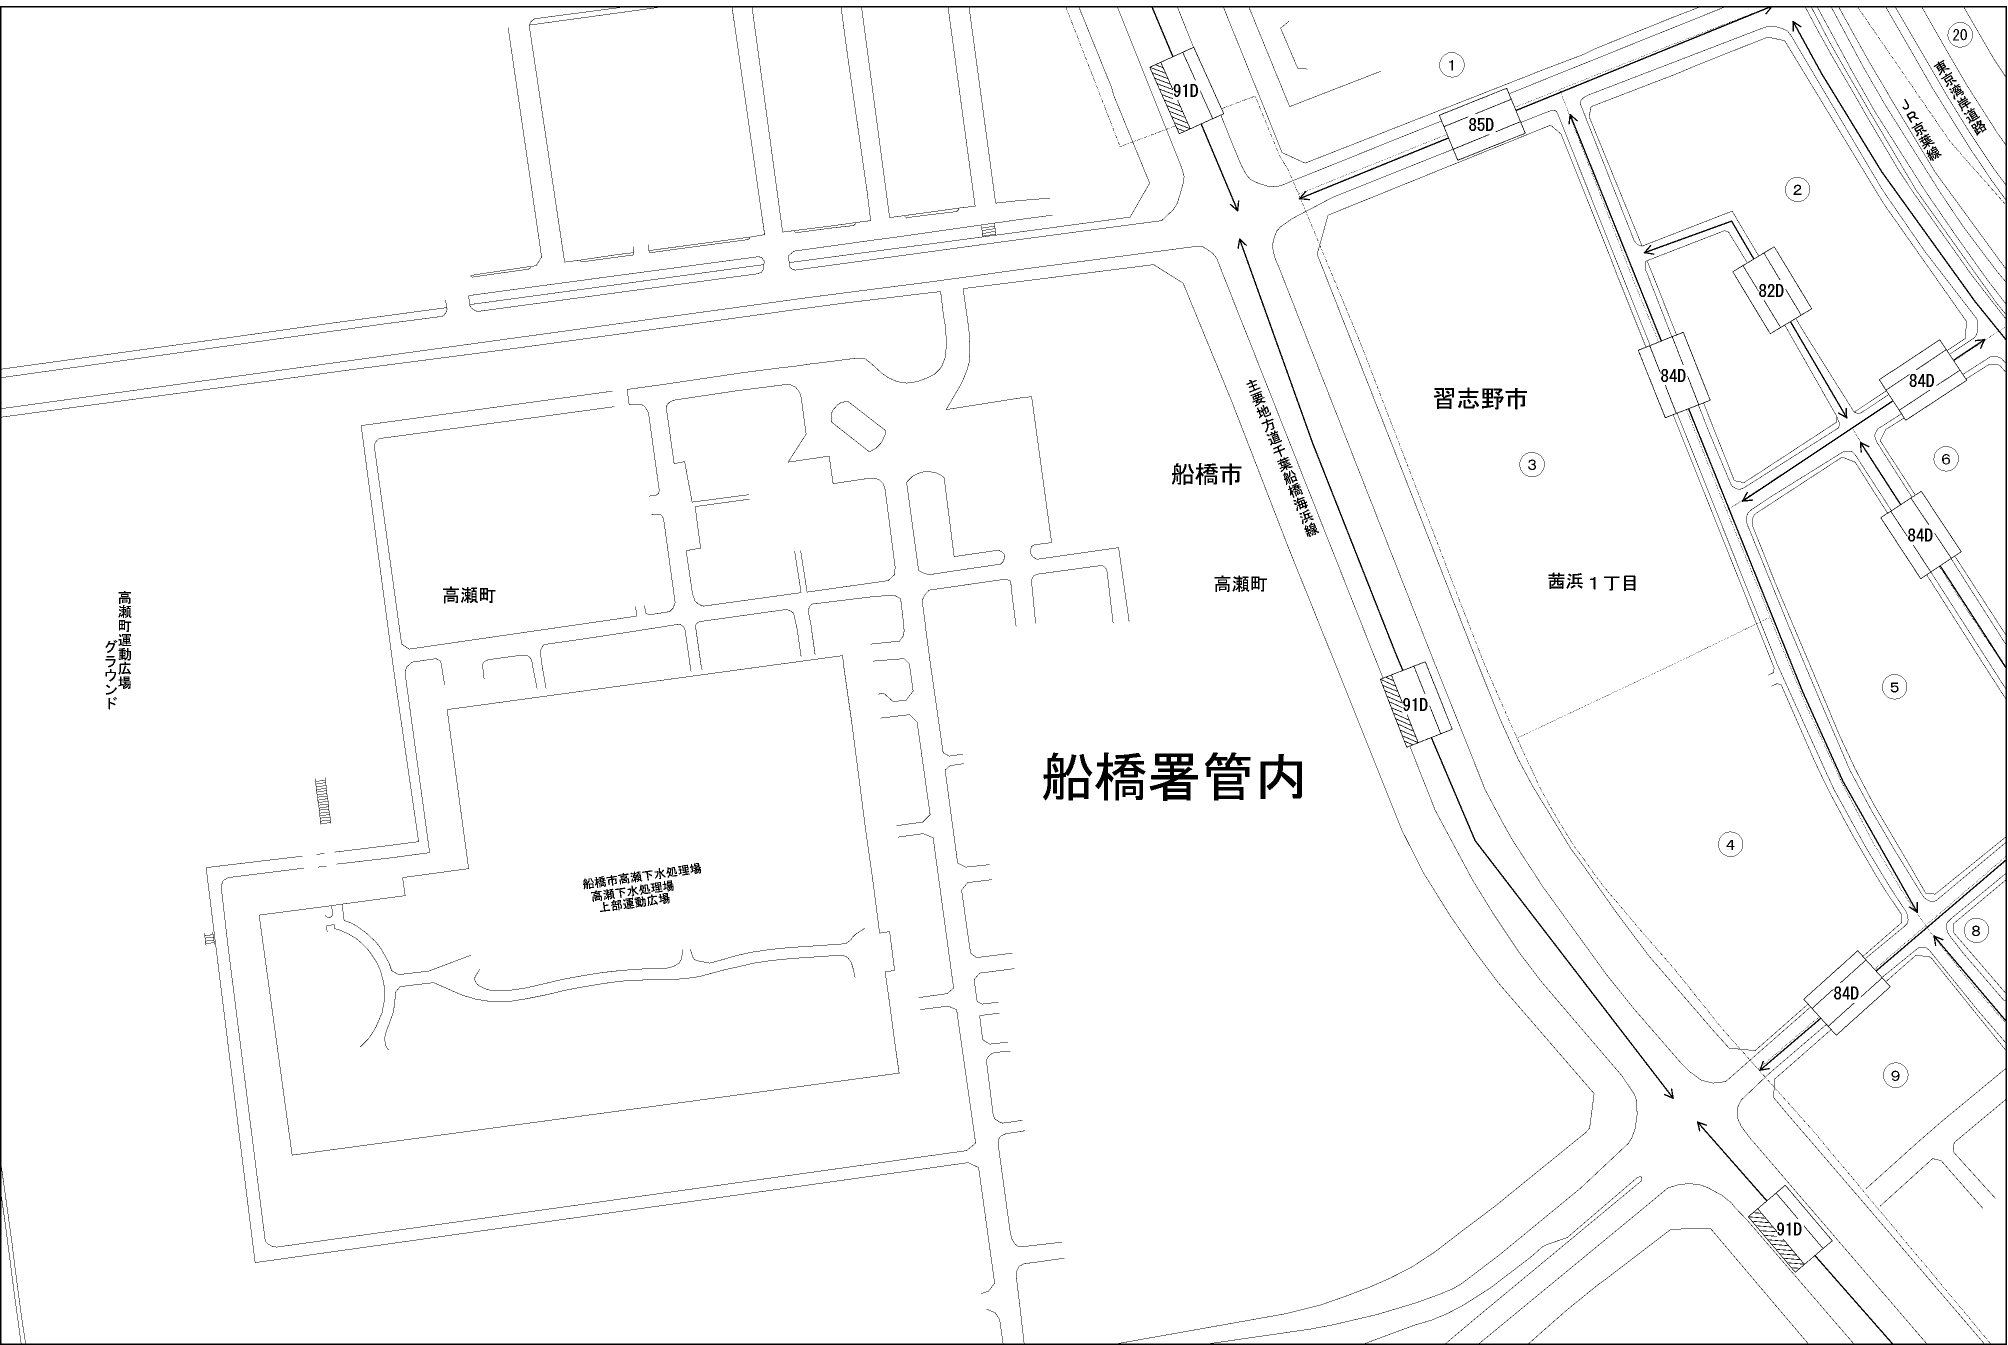 20
東京湾岸道路
JR京葉線
1
91D
85D
2
82D
84D
84D
習志野市
主要地方道千葉船橋海浜線
船橋市
3
6
84D
茜浜1丁目
高瀬町
高瀬町
高瀬町運動広場
グラウンド
5
91D
船橋署管内
4
船橋市高瀬下水処理場
高瀬下水処理場
上部運動広場
8
84D
9
91D